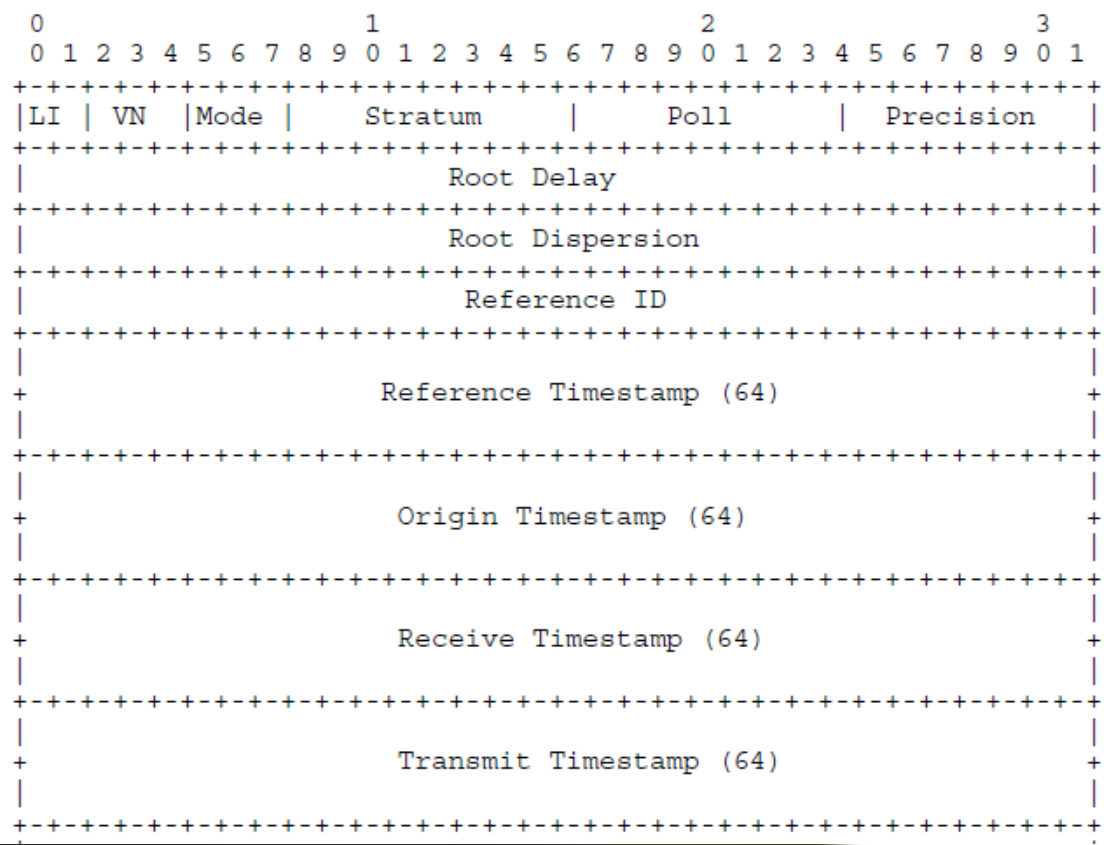 0                   1                   2                   3
0 1 2 3 4 5 6 7 8 9 0 1 2 3 4 5 6 7 8 9 0 1 2 3 4 5 6 7 8 9 0 1
+-+-+-+-+-+-+-+-+-+-+-+-+-+-+-+-+-+-+-+-+-+-+-+-+-+-+-+-+-+-+-+-+
|LI | VN  |Mode |    Stratum     |     Poll      |  Precision   |
+-+-+-+-+-+-+-+-+-+-+-+-+-+-+-+-+-+-+-+-+-+-+-+-+-+-+-+-+-+-+-+-+
|                         Root Delay                            |
+-+-+-+-+-+-+-+-+-+-+-+-+-+-+-+-+-+-+-+-+-+-+-+-+-+-+-+-+-+-+-+-+
|                         Root Dispersion                       |
+-+-+-+-+-+-+-+-+-+-+-+-+-+-+-+-+-+-+-+-+-+-+-+-+-+-+-+-+-+-+-+-+
|                          Reference ID                         |
+-+-+-+-+-+-+-+-+-+-+-+-+-+-+-+-+-+-+-+-+-+-+-+-+-+-+-+-+-+-+-+-+
|                                                               |
+                     Reference Timestamp (64)                  +
|                                                               |
+-+-+-+-+-+-+-+-+-+-+-+-+-+-+-+-+-+-+-+-+-+-+-+-+-+-+-+-+-+-+-+-+
|                                                               |
+                      Origin Timestamp (64)                    +
|                                                               |
+-+-+-+-+-+-+-+-+-+-+-+-+-+-+-+-+-+-+-+-+-+-+-+-+-+-+-+-+-+-+-+-+
|                                                               |
+                      Receive Timestamp (64)                   +
|                                                               |
+-+-+-+-+-+-+-+-+-+-+-+-+-+-+-+-+-+-+-+-+-+-+-+-+-+-+-+-+-+-+-+-+
|                                                               |
+                      Transmit Timestamp (64)                  +
|                                                               |
+-+-+-+-+-+-+-+-+-+-+-+-+-+-+-+-+-+-+-+-+-+-+-+-+-+-+-+-+-+-+-+-+